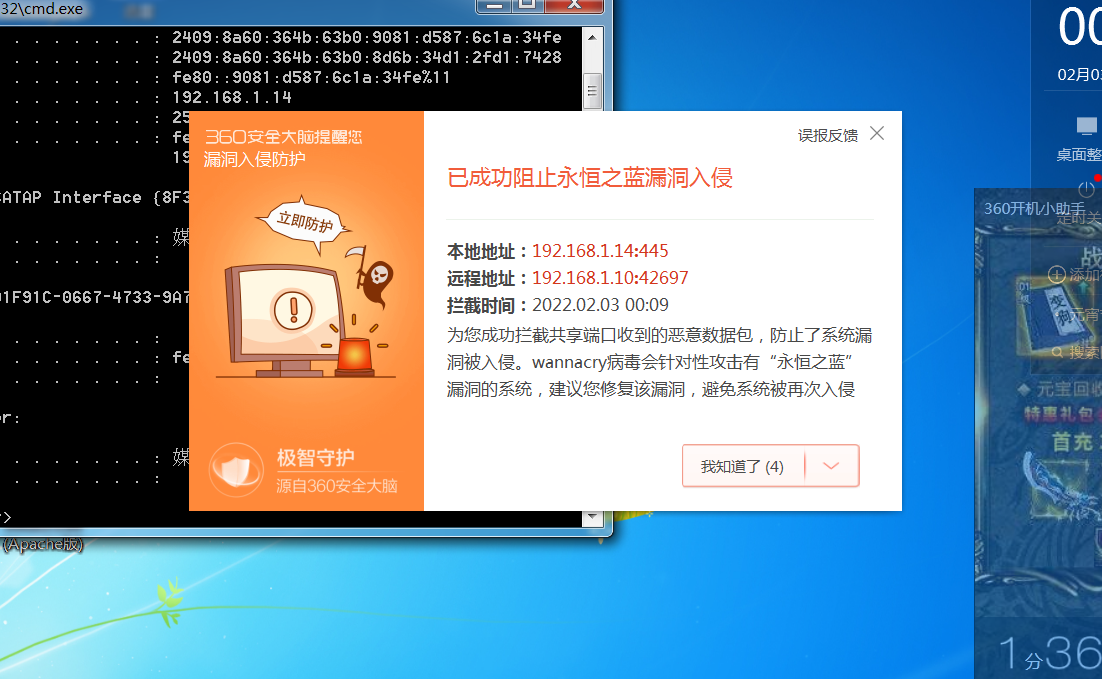 32\cmd.exe
. . . . . . . : 2409:8a60:364b:63b0:9081:d587:6c1a:34fe
. . . . . . . : 2409:8a60:364b:63b0:8d6b:34d1:2fd1:7428
. . . . . . . : fe80::9081:d587:6c1a:34fe%11
. . . . . . . : 192.168.1.14
. . . . . . . : 25
. . . . . . . : fe
19
CATAP Interface {8F3
. . . . . . . : 媒
. . . . . . . :
01F91C-0667-4733-9A7
. . . . . . . :
. . . . . . . : fe
. . . . . . . :
er:
. . . . . . . : 媒
. . . . . . . :
>
(Apache版)
360安全大脑提醒您
漏洞入侵防护
立即防护
极智守护
源自360安全大脑
误报反馈
已成功阻止永恒之蓝漏洞入侵
本地地址：192.168.1.14:445
远程地址：192.168.1.10:42697
拦截时间：2022.02.03 00:09
为您成功拦截共享端口收到的恶意数据包，防止了系统漏
洞被入侵。wannacry病毒会针对性攻击有“永恒之蓝”
漏洞的系统，建议您修复该漏洞，避免系统被再次入侵
我知道了 (4)
00
02月03
桌面整
360开机小助手
定时关
战
添加
元宵
搜索
元宝回收
特惠礼包
首充
1分36